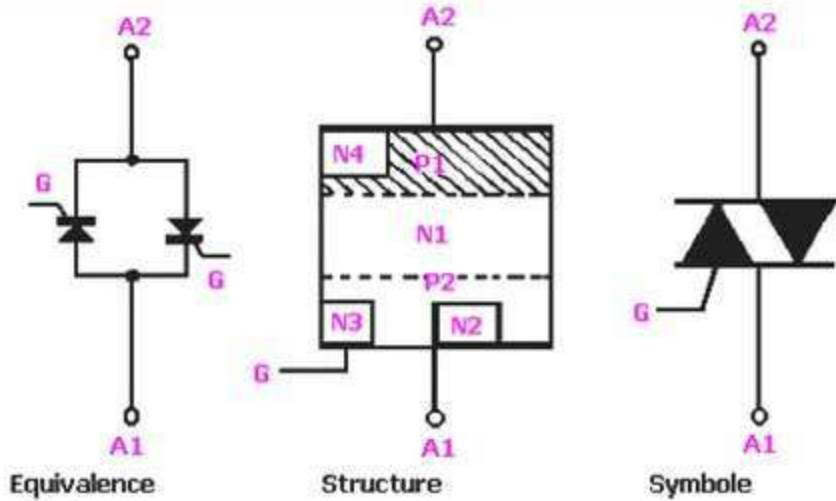 A2
A2
A2
N4
P1
G
N1
G
P2
N3
N2
G
G
A1
A1
A1
Equivalence
Structure
Symbole